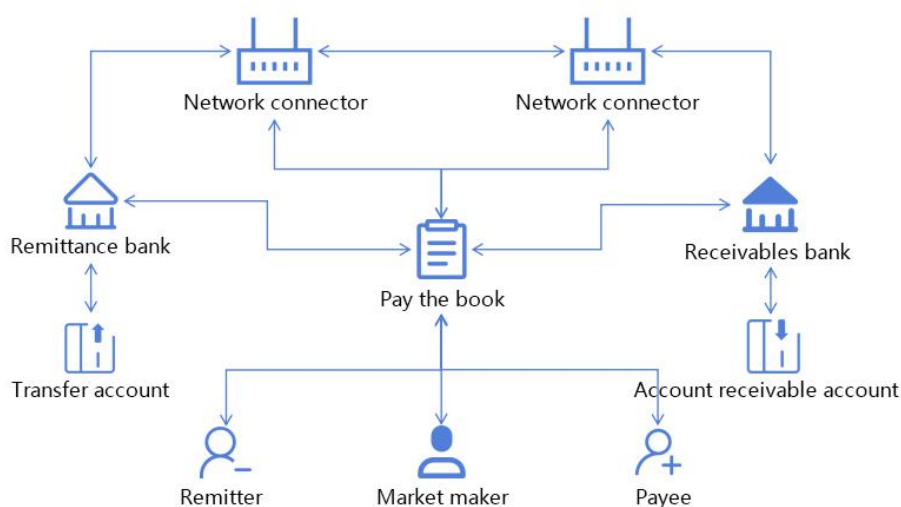 Network connector
Network connector
Remittance bank
Receivables bank
Pay the book
Transfer account
Account receivable account
Remitter
Market maker
Payee